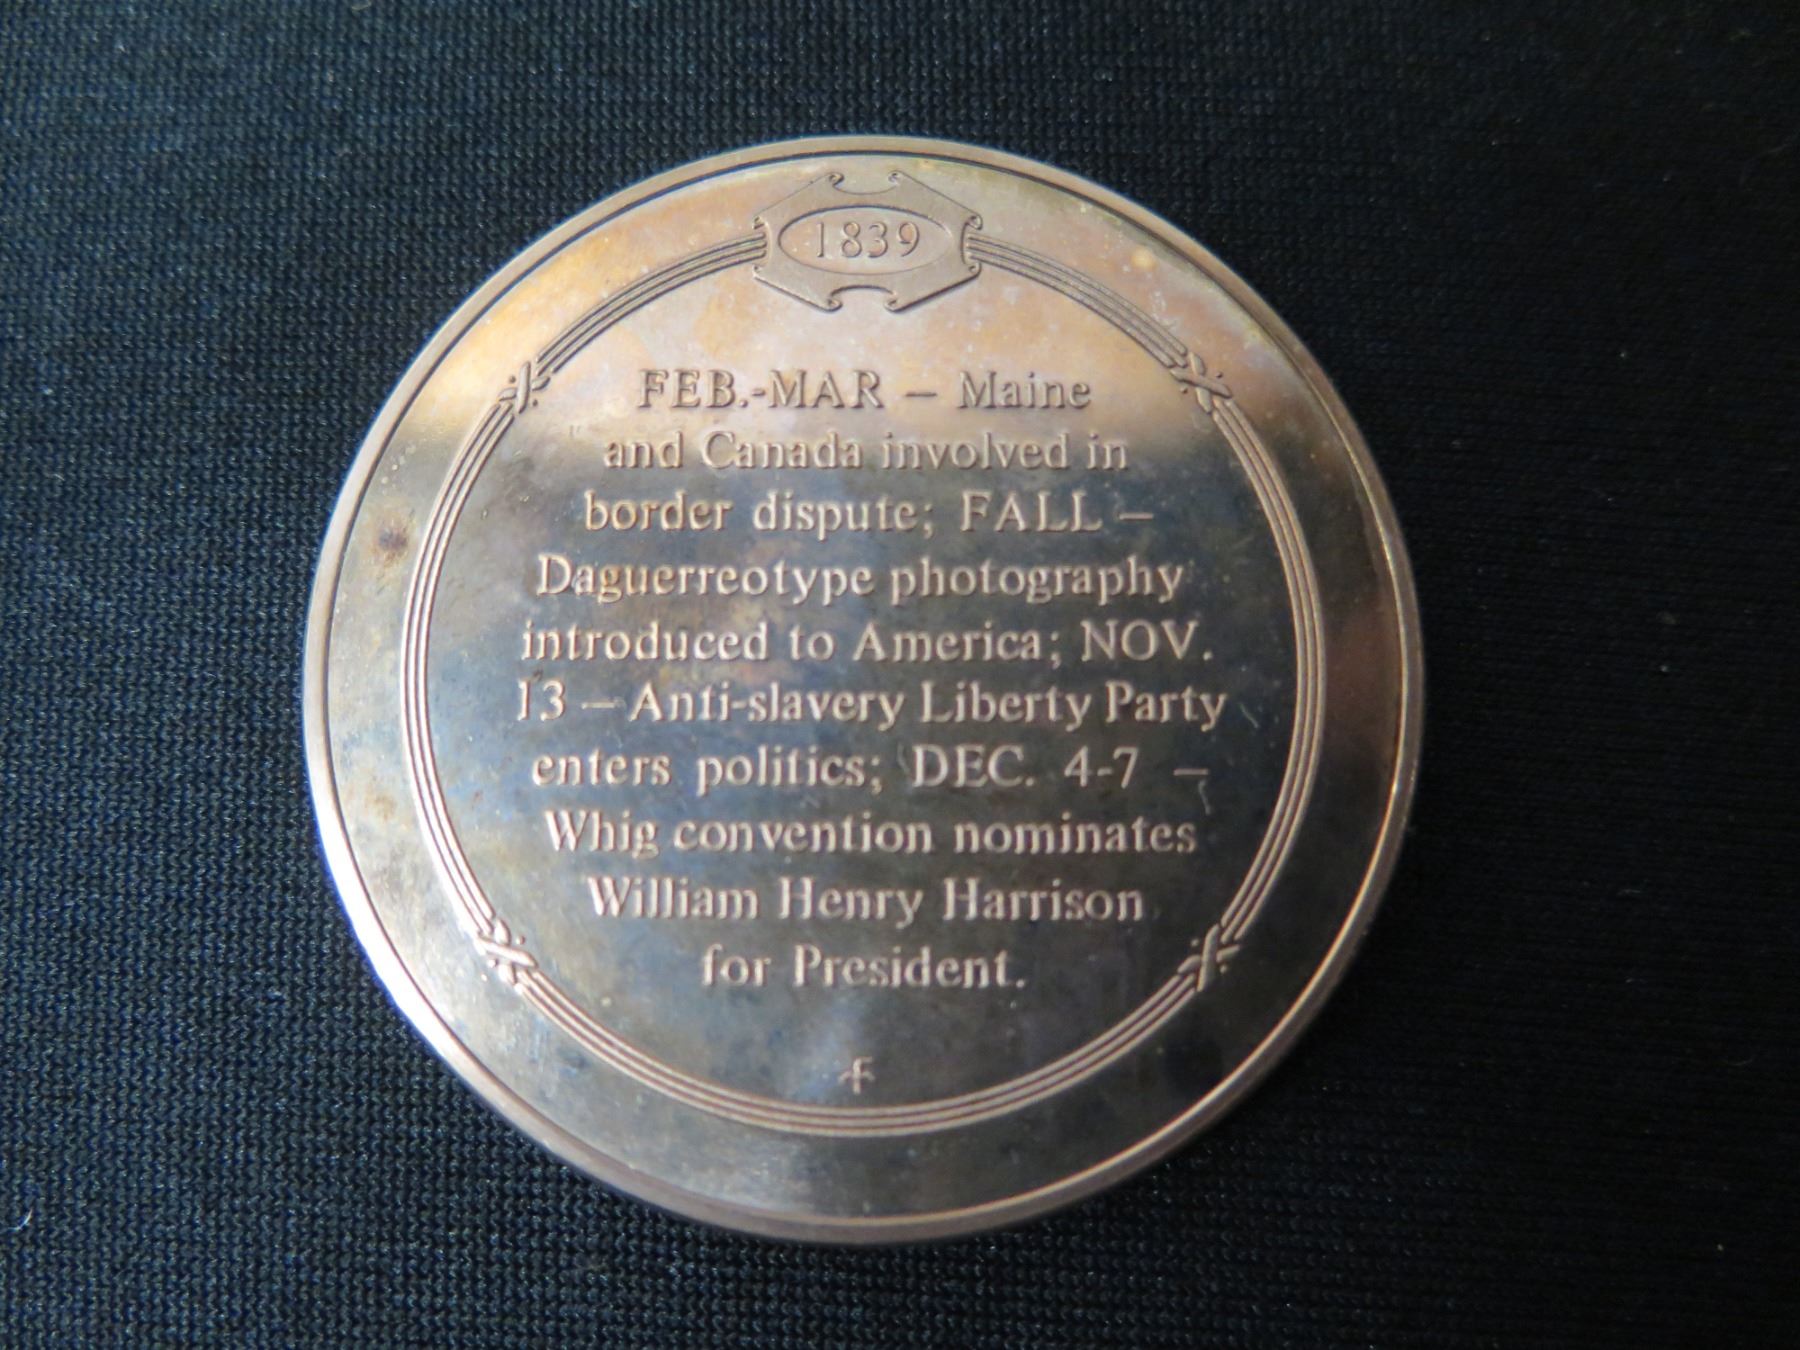 1839
FEB.-MAR – Maine
and Canada involved in
border dispute; FALL –
Daguerreotype photography
introduced to America; NOV.
13 – Anti-slavery Liberty Party
enters politics; DEC. 4-7 –
Whig convention nominates
William Henry Harrison
for President.
F